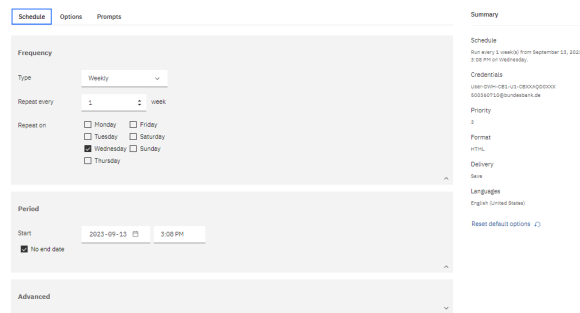 Schedule Options Prompts
Frequency
Type Weekly
Repeat every 1 week
Repeat on Monday Friday
Tuesday Saturday
Wednesday Sunday
Thursday
Period
Start 2023-09-13 3:08 PM
No end date
Advanced
Summary
Schedule
Run every 1 week(s) from September 13, 202
3:08 PM on Wednesday.
Credentials
@bundesbank.de
Priority
3
Format
HTML
Delivery
Save
Languages
English (United States)
Reset default options